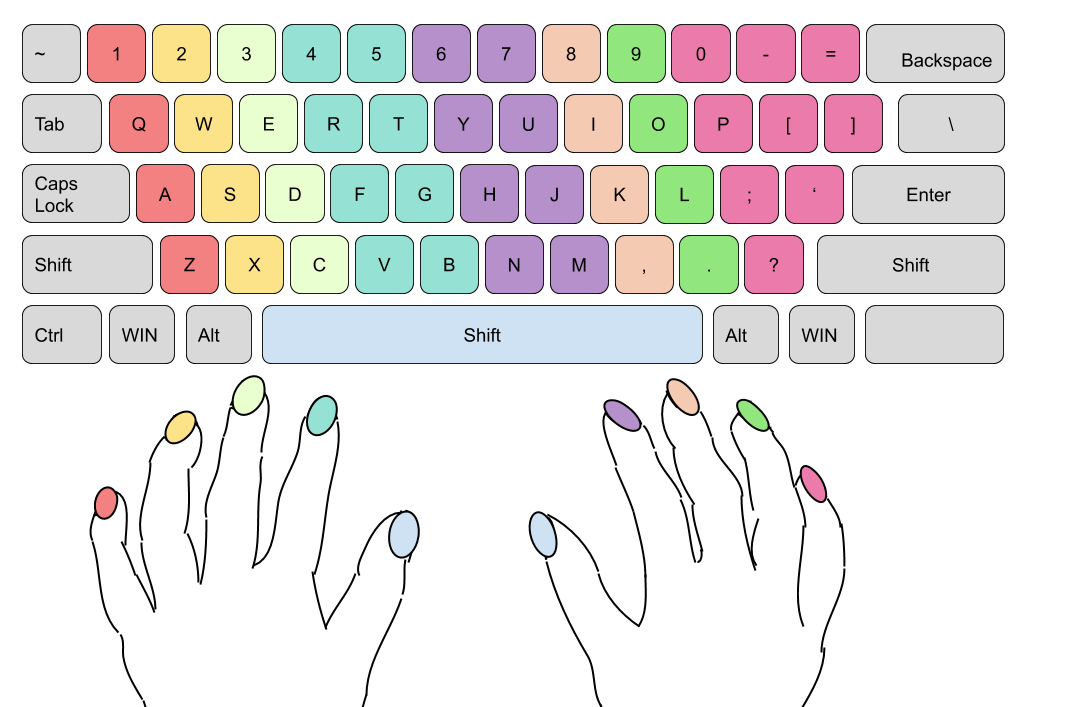 ~ 1 2 3 4 5 6 7 8 9 0 - = Backspace
Tab Q W E R T Y U I O P [ ] \
Caps
Lock A S D F G H J K L ; ‘ Enter
Shift Z X C V B N M , . ? Shift
Ctrl WIN Alt Shift Alt WIN